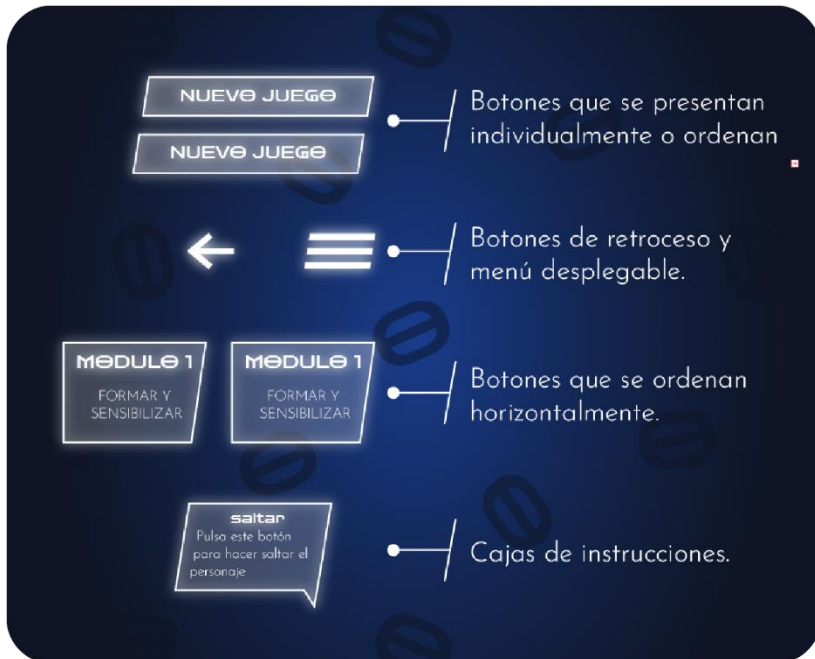 NUEVO JUEGO
NUEVO JUEGO
Botones que se presentan
individualmente o ordenan
Botones de retroceso y
menú desplegable.
MODULO 1
FORMAR Y
SENSIBILIZAR
MODULO 1
FORMAR Y
SENSIBILIZAR
Botones que se ordenan
horizontalmente.
saltar
Pulsa este botón
para hacer saltar el
personaje
Cajas de instrucciones.